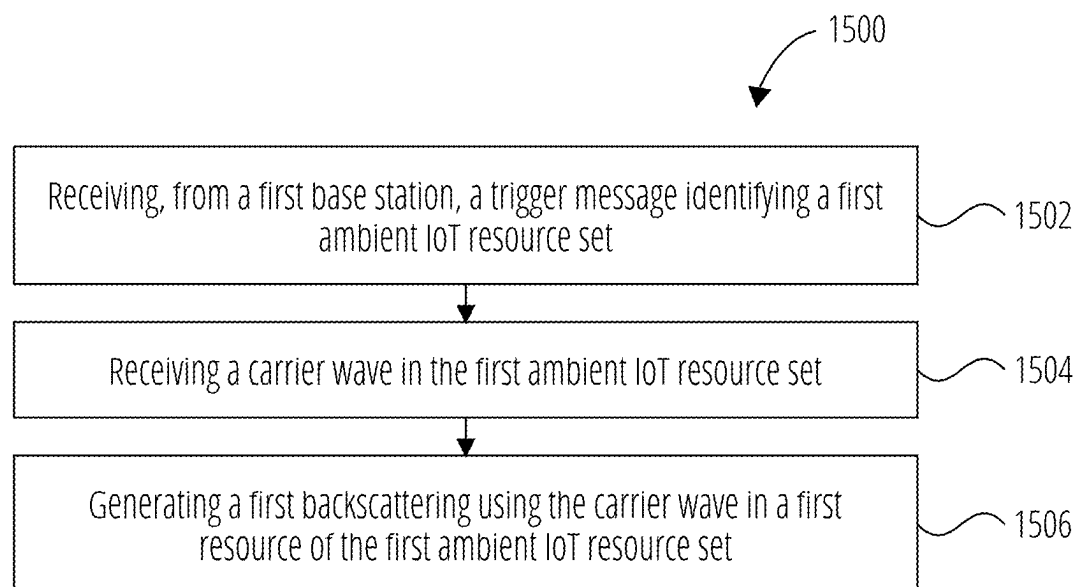 1500
Receiving, from a first base station, a trigger message identifying a first
ambient IoT resource set
1502
Receiving a carrier wave in the first ambient IoT resource set
1504
Generating a first backscattering using the carrier wave in a first
resource of the first ambient IoT resource set
1506